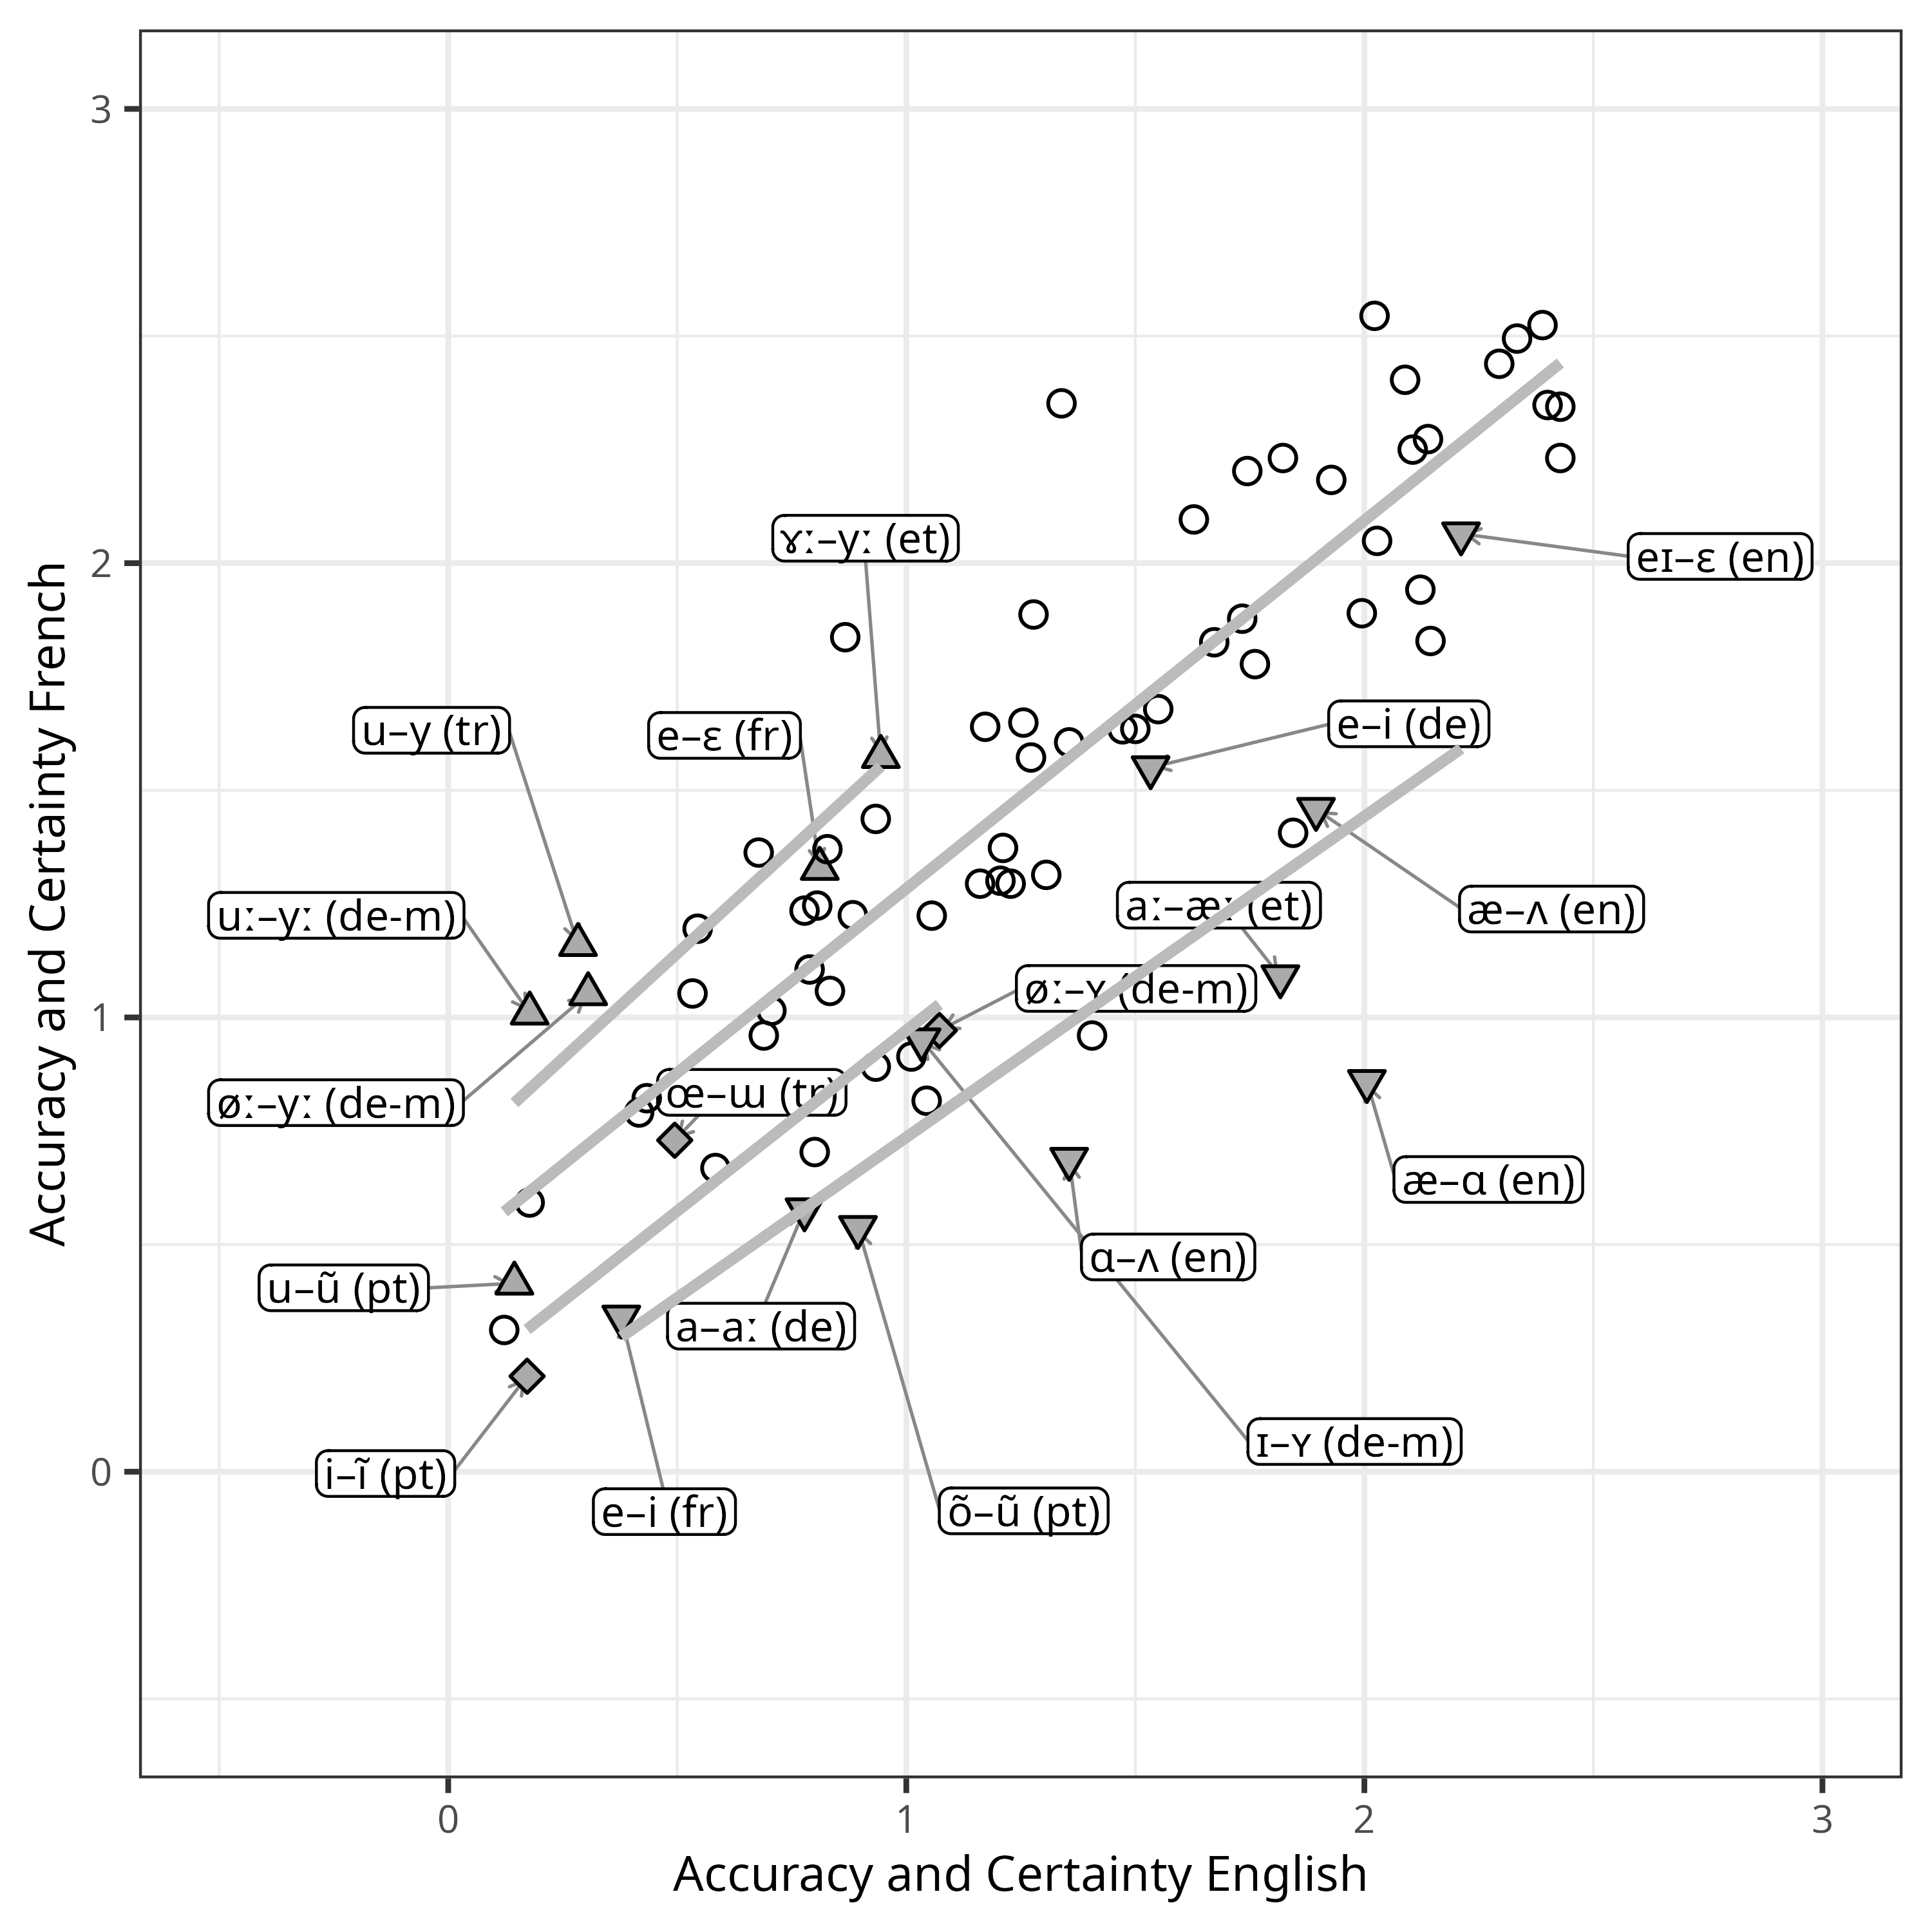 3
2
1
0
0
1
2
3
Accuracy and Certainty French
Accuracy and Certainty English
ɤː–yː (et)
eɪ–ɛ (en)
u–y (tr)
e–ɛ (fr)
e–i (de)
uː–yː (de-m)
aː–æː (et)
æ–ʌ (en)
øː–ʏ (de-m)
øː–yː (de-m)
œ–ɯ (tr)
æ–ɑ (en)
ɑ–ʌ (en)
u–ũ (pt)
a–aː (de)
ɪ–ʏ (de-m)
i–ĩ (pt)
e–i (fr)
õ–ũ (pt)